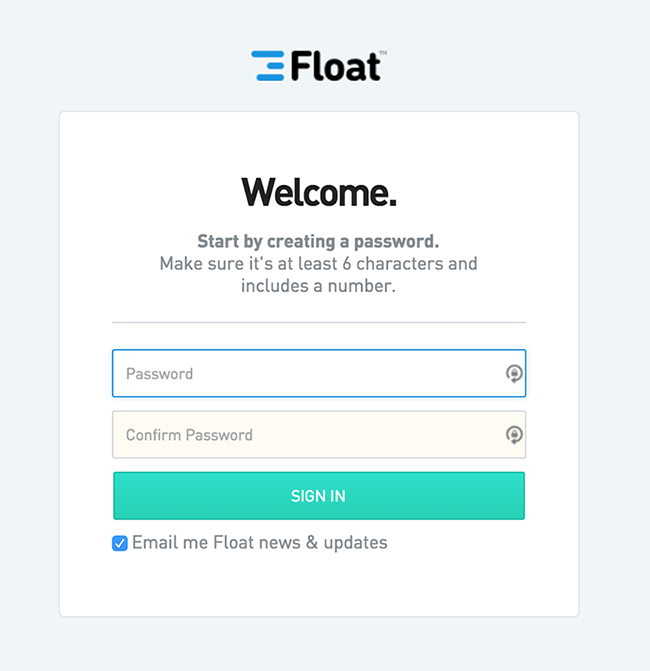 Float™
Welcome.
Start by creating a password.
Make sure it's at least 6 characters and
includes a number.
Password
Confirm Password
SIGN IN
Email me Float news & updates